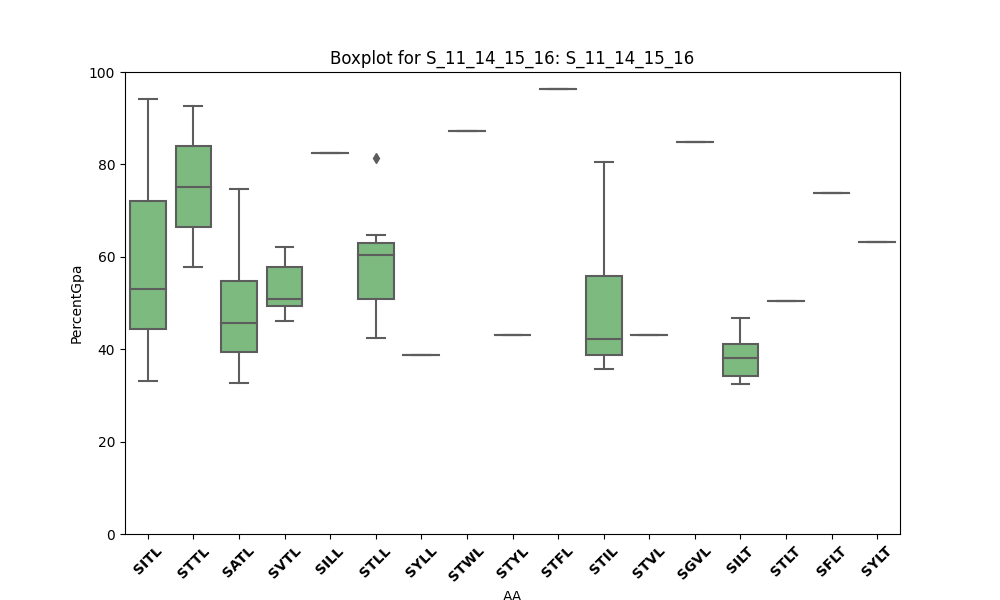 Boxplot for S_11_14_15_16: S_11_14_15_16
100
80
60
40
20
0
PercentGpa
SITL
STTL
SATL
SVTL
SILL
STLL
SYLL
STWL
STYL
STFL
STIL
STVL
SGVL
SILT
STLT
SFLT
SYLT
AA